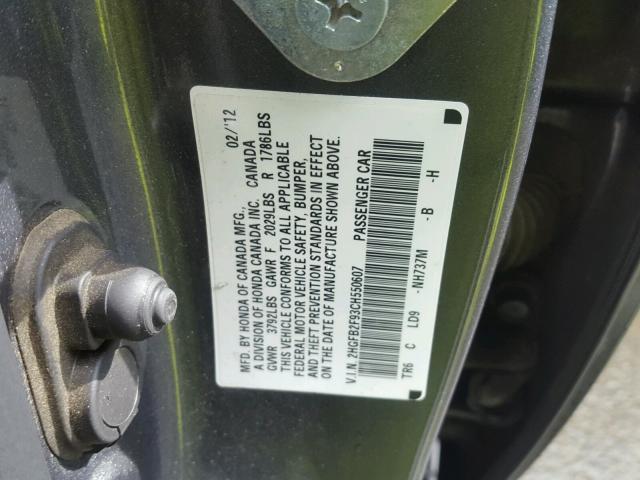 MFD. BY HONDA OF CANADA MFG., 02/'12
A DIVISION OF HONDA CANADA INC. CANADA
GVWR 3792LBS GAWR F 2029LBS R 1786LBS
THIS VEHICLE CONFORMS TO ALL APPLICABLE
FEDERAL MOTOR VEHICLE SAFETY, BUMPER,
AND THEFT PREVENTION STANDARDS IN EFFECT
ON THE DATE OF MANUFACTURE SHOWN ABOVE.
V.I.N. 2HGFB2F93CH550607 PASSENGER CAR
TR6 C LD9 -NH737M -B -H